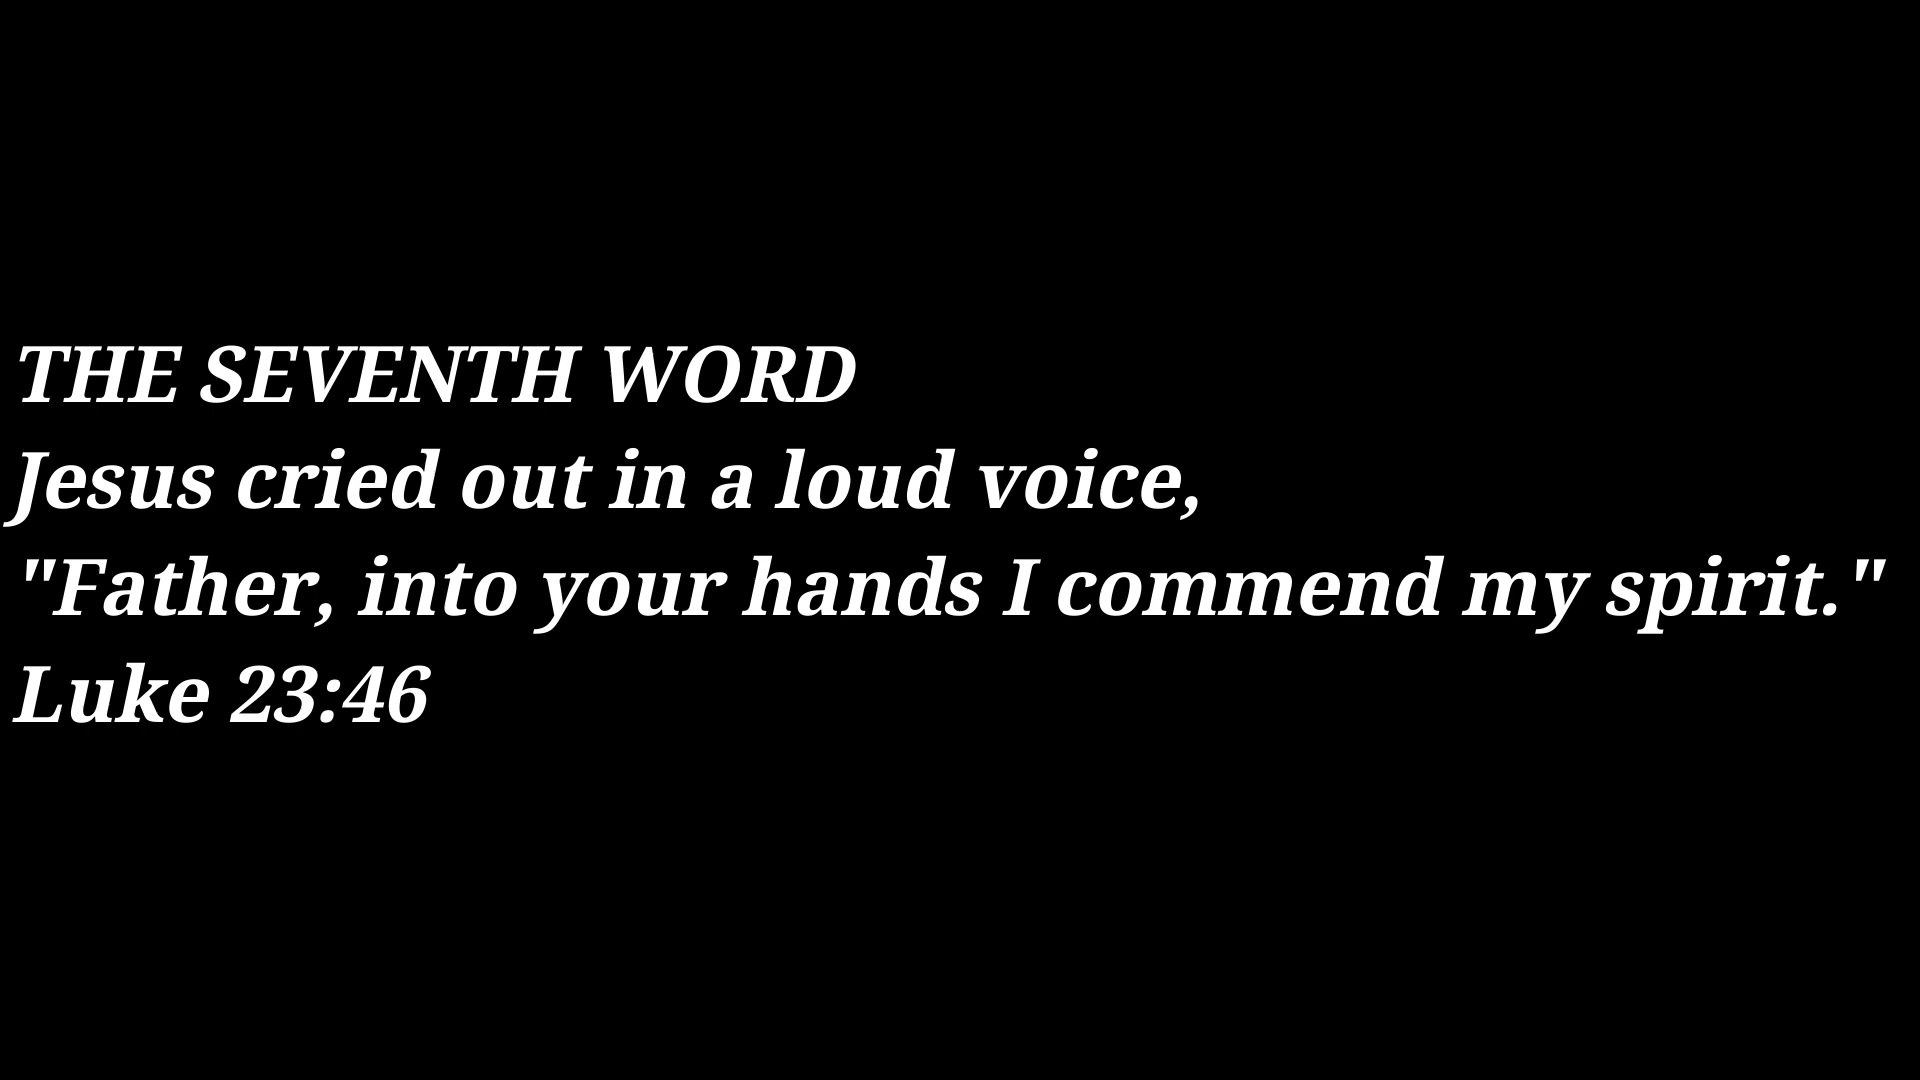 THE SEVENTH WORD
Jesus cried out in a loud voice,
"Father, into your hands I commend my spirit."
Luke 23:46